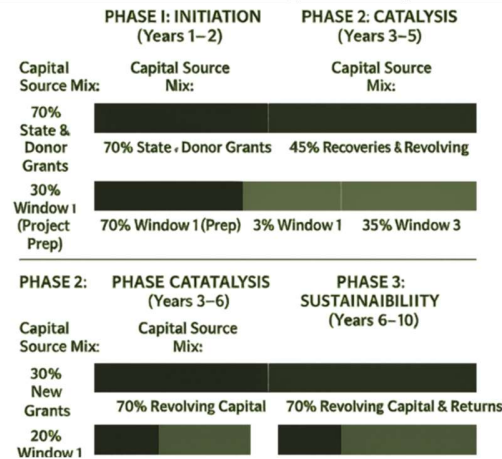 PHASE I: INITIATION
(Years 1–2)
PHASE 2: CATALYSIS
(Years 3–5)
Capital
Source Mix:
Capital Source
Nix:
Capital Source
Mix:
70%
State &
Donor
Grants
70% State • Donor Grants
45% Recoveries & Revolving
30%
Window 1
(Project
Prep)
70% Window 1 (Prep)
3% Window 1
35% Window 3
PHASE 2:
PHASE CATATALYSIS
(Years 3–6)
PHASE 3:
SUSTAINAIBILIITY
(Years 6–10)
Capital
Source Mix:
Capital Source
Mix:
30%
New
Grants
70% Revolving Capital
70% Revolving Capital & Returns
20%
Window 1